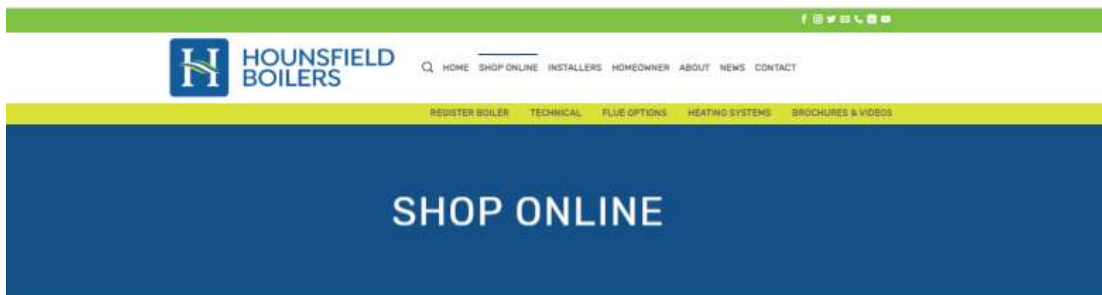 HOUNSFIELD
BOILERS
HOME SHOP ONLINE INSTALLERS HOMEOWNER ABOUT NEWS CONTACT
REGISTER BOILER TECHNICAL FLUE OPTIONS HEATING SYSTEMS BROCHURES & VIDEOS
SHOP ONLINE